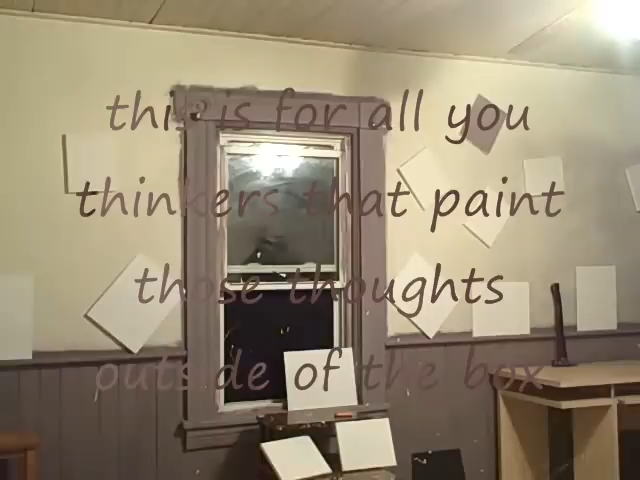 this is for all you
thinkers that paint
those thoughts
outside of the box